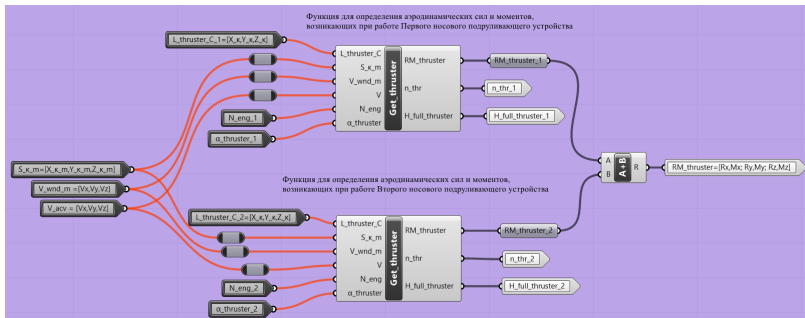 Функция для определения аэродинамических сил и моментов,
возникающих при работе Первого носового подруливающего устройства
L_thruster_C_1=[X_к,Y_к,Z_к]
L_thruster_C
S_к_m
V_wnd_m
V
N_eng
α_thruster
Get_thruster
RM_thruster
n_thr
H_full_thruster
RM_thruster_1
n_thr_1
H_full_thruster_1
N_eng_1
α_thruster_1
S_к_m=[X_к_m,Y_к_m,Z_к_m]
V_wnd_m =[Vx,Vy,Vz]
V_acv = [Vx,Vy,Vz]
A
B
A+B
R
RM_thruster=[Rx,Mx; Ry,My; Rz,Mz]
Функция для определения аэродинамических сил и моментов,
возникающих при работе Второго носового подруливающего устройства
L_thruster_C_2=[X_к,Y_к,Z_к]
L_thruster_C
S_к_m
V_wnd_m
V
N_eng
α_thruster
Get_thruster
RM_thruster
n_thr
H_full_thruster
RM_thruster_2
n_thr_2
H_full_thruster_2
N_eng_2
α_thruster_2